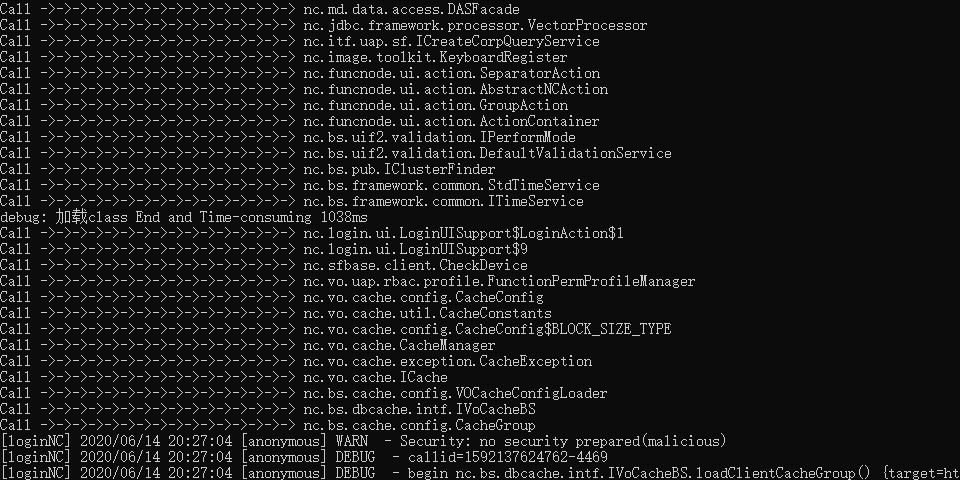 Call ->->->->->->->->->->->->->->->-> nc.md.data.access.DASFacade
Call ->->->->->->->->->->->->->->->-> nc.jdbc.framework.processor.VectorProcessor
Call ->->->->->->->->->->->->->->->-> nc.itf.uap.sf.ICreateCorpQueryService
Call ->->->->->->->->->->->->->->->-> nc.image.toolkit.KeyboardRegister
Call ->->->->->->->->->->->->->->->-> nc.funcnode.ui.action.SeparatorAction
Call ->->->->->->->->->->->->->->->-> nc.funcnode.ui.action.AbstractNCAction
Call ->->->->->->->->->->->->->->->-> nc.funcnode.ui.action.GroupAction
Call ->->->->->->->->->->->->->->->-> nc.funcnode.ui.action.ActionContainer
Call ->->->->->->->->->->->->->->->-> nc.bs.uif2.validation.IPerformMode
Call ->->->->->->->->->->->->->->->-> nc.bs.uif2.validation.DefaultValidationService
Call ->->->->->->->->->->->->->->->-> nc.bs.pub.IClusterFinder
Call ->->->->->->->->->->->->->->->-> nc.bs.framework.common.StdTimeService
Call ->->->->->->->->->->->->->->->-> nc.bs.framework.common.ITimeService
debug: 加载class End and Time-consuming 1038ms
Call ->->->->->->->->->->->->->->->-> nc.login.ui.LoginUISupport$LoginAction$1
Call ->->->->->->->->->->->->->->->-> nc.login.ui.LoginUISupport$9
Call ->->->->->->->->->->->->->->->-> nc.sfbase.client.CheckDevice
Call ->->->->->->->->->->->->->->->-> nc.vo.uap.rbac.profile.FunctionPermProfileManager
Call ->->->->->->->->->->->->->->->-> nc.vo.cache.config.CacheConfig
Call ->->->->->->->->->->->->->->->-> nc.vo.cache.util.CacheConstants
Call ->->->->->->->->->->->->->->->-> nc.vo.cache.config.CacheConfig$BLOCK_SIZE_TYPE
Call ->->->->->->->->->->->->->->->-> nc.vo.cache.CacheManager
Call ->->->->->->->->->->->->->->->-> nc.vo.cache.exception.CacheException
Call ->->->->->->->->->->->->->->->-> nc.vo.cache.ICache
Call ->->->->->->->->->->->->->->->-> nc.bs.cache.config.VOCacheConfigLoader
Call ->->->->->->->->->->->->->->->-> nc.bs.dbcache.intf.IVoCacheBS
Call ->->->->->->->->->->->->->->->-> nc.bs.config.CacheGroup
[loginNC] 2020/06/14 20:27:04 [anonymous] WARN  - Security: no security prepared(malicious)
[loginNC] 2020/06/14 20:27:04 [anonymous] DEBUG  - callid=1592137624762-4469
[loginNC] 2020/06/14 20:27:04 [anonymous] DEBUG  - begin nc.bs.dbcache.intf.IVoCacheBS.loadClientCacheGroup() {target=ht